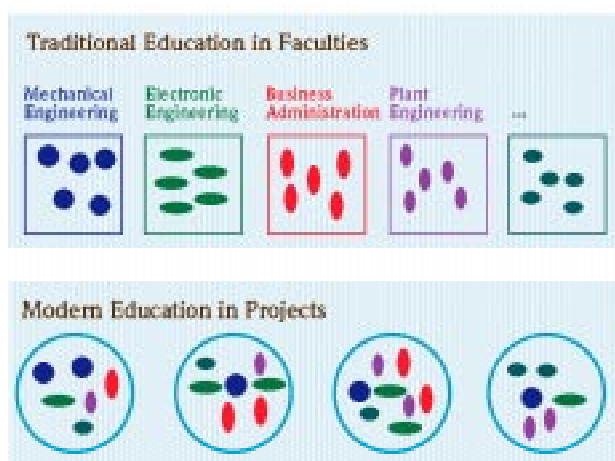 Traditional Education in Faculties
Mechanical Engineering
Electronic Engineering
Business Administration
Plant Engineering
...
Modern Education in Projects